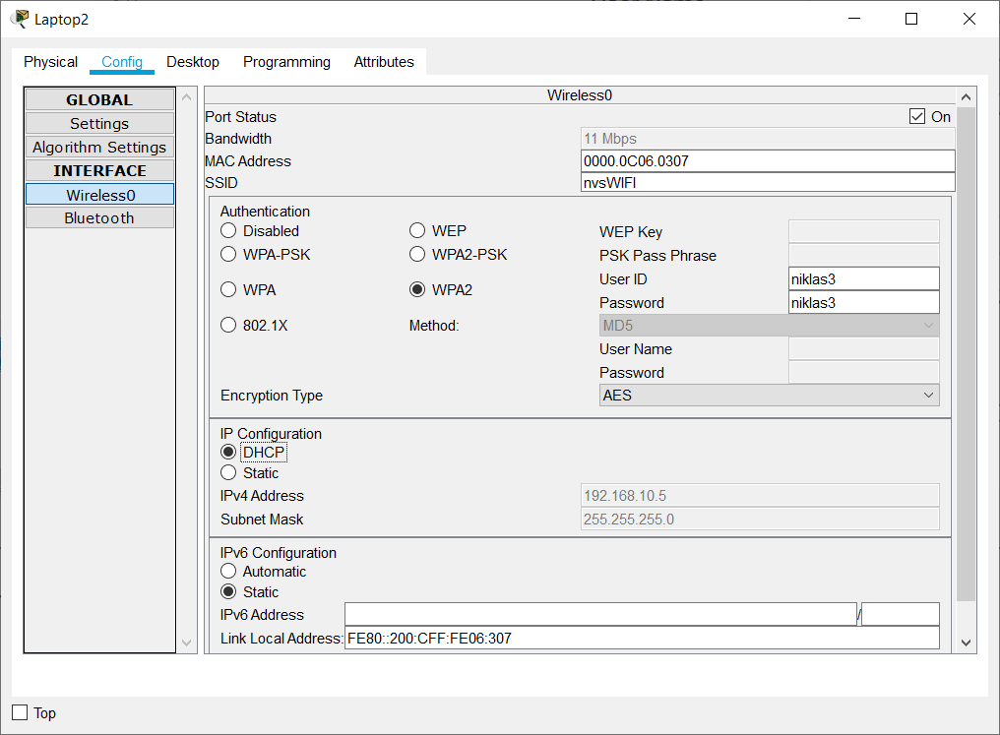 Laptop2
Physical Config Desktop Programming Attributes
GLOBAL
Settings
Algorithm Settings
INTERFACE
Wireless0
Bluetooth
Wireless0
Port Status On
Bandwidth 11 Mbps
MAC Address 0000.0C06.0307
SSID nvsWIFI
Authentication
Disabled WEP WEP Key
WPA-PSK WPA2-PSK PSK Pass Phrase
User ID niklas3
WPA WPA2
Password niklas3
802.1X Method: MD5
User Name
Password
Encryption Type AES
IP Configuration
DHCP
Static
IPv4 Address 192.168.10.5
Subnet Mask 255.255.255.0
IPv6 Configuration
Automatic
Static
IPv6 Address /
Link Local Address: FE80::200:CFF:FE06:307
Top